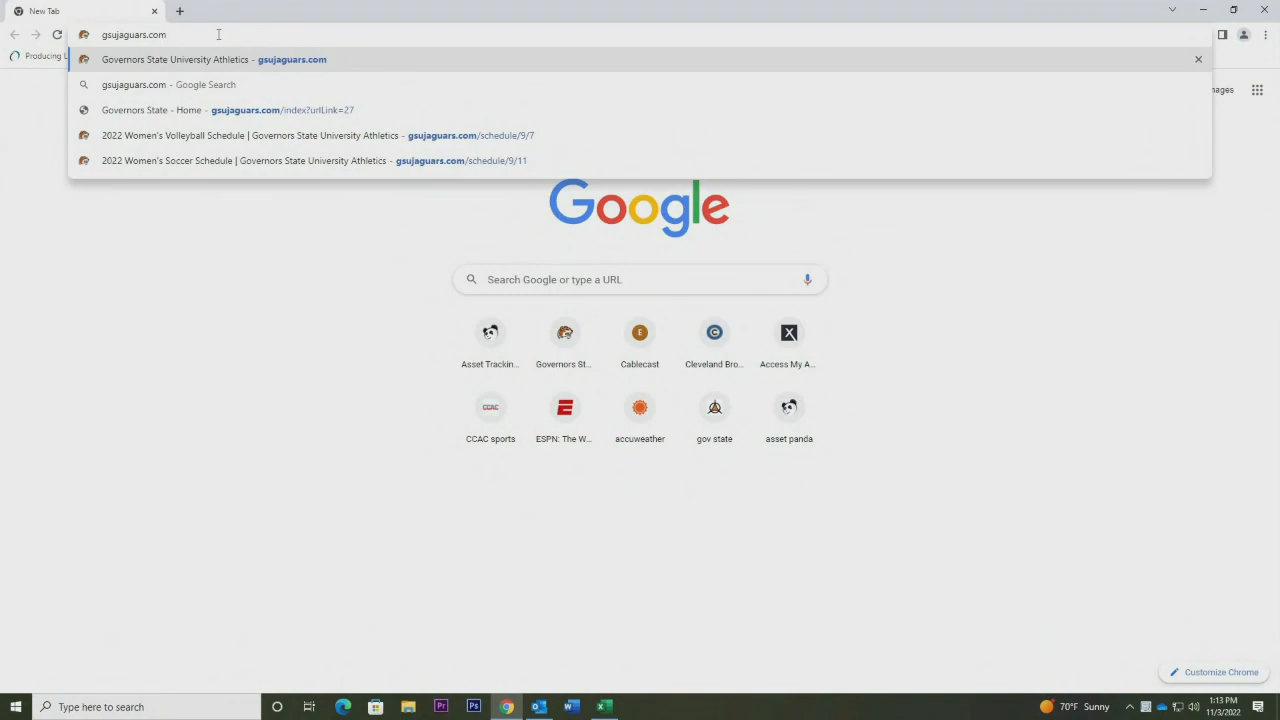 New Tab
gsujaguars.com
Producing L
Governors State University Athletics - gsujaguars.com
gsujaguars.com - Google Search
Governors State - Home - gsujaguars.com/index?urlLink=27
2022 Women's Volleyball Schedule | Governors State University Athletics - gsujaguars.com/schedule/9/7
2022 Women's Soccer Schedule | Governors State University Athletics - gsujaguars.com/schedule/9/11
mages
Google
Search Google or type a URL
Asset Trackin... Governors St... Cablecast Cleveland Bro... Access My A...
CCAC sports ESPN: The W... accuweather gov state asset panda
Customize Chrome
Type here to search
70°F Sunny
1:13 PM
11/3/2022